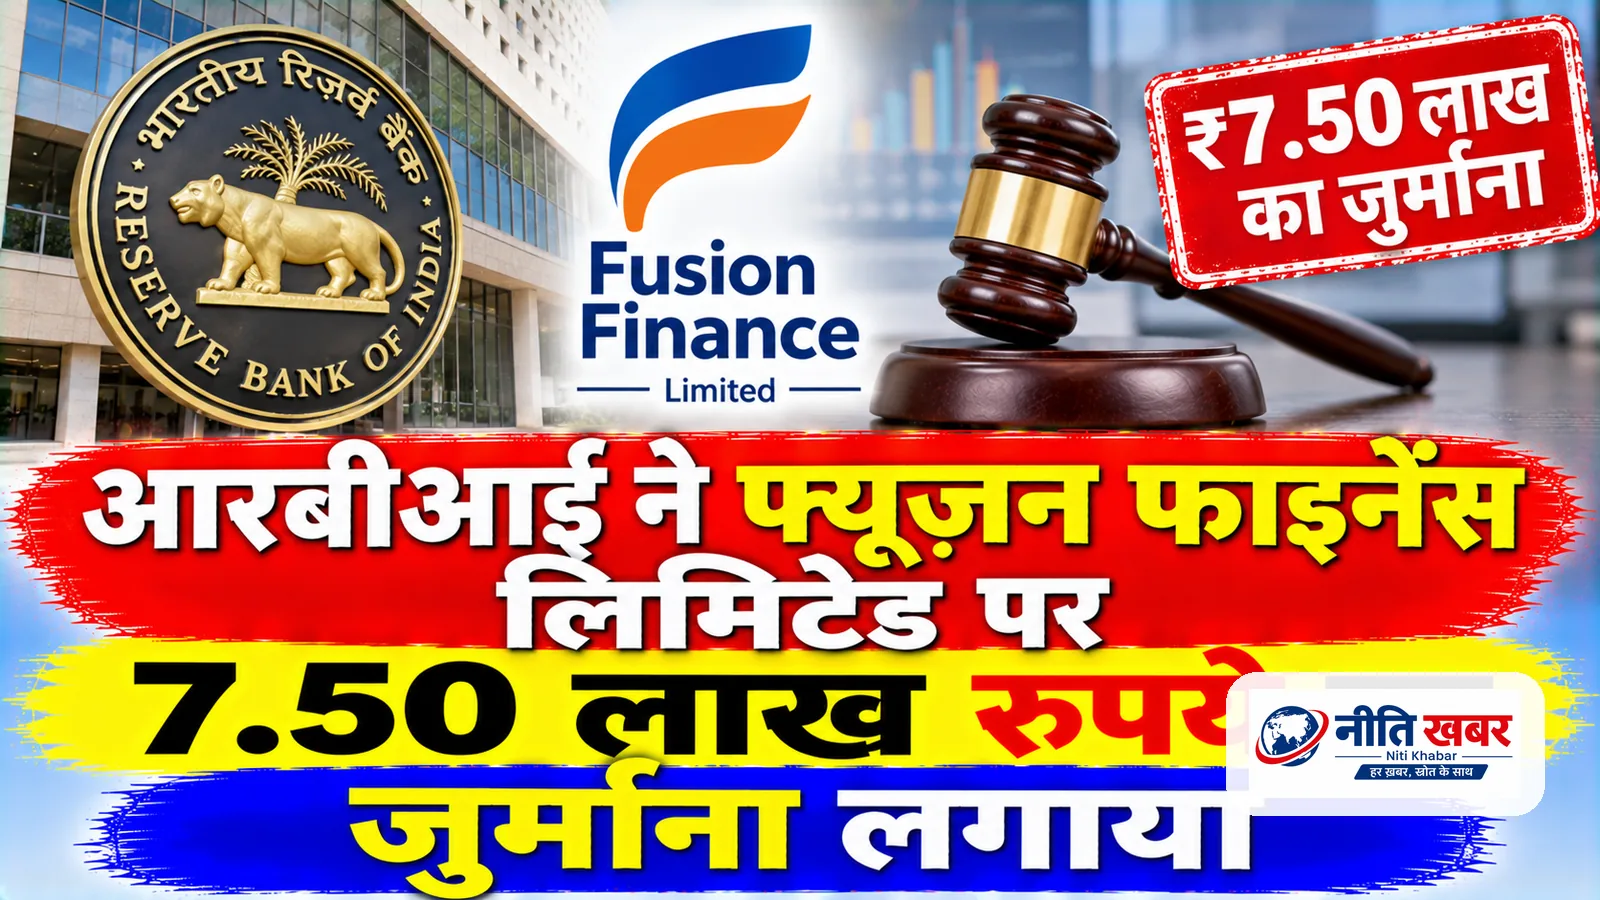 भारतीय रिज़र्व बैंक
RESERVE BANK OF INDIA
Fusion
Finance
Limited
₹7.50 लाख
का जुर्माना
आरबीआई ने फ्यूज़न फाइनेंस
लिमिटेड पर
7.50 लाख रुपये
जुर्माना लगाया
नीति खबर
Niti Khabar
हर ख़बर, स्रोत के साथ